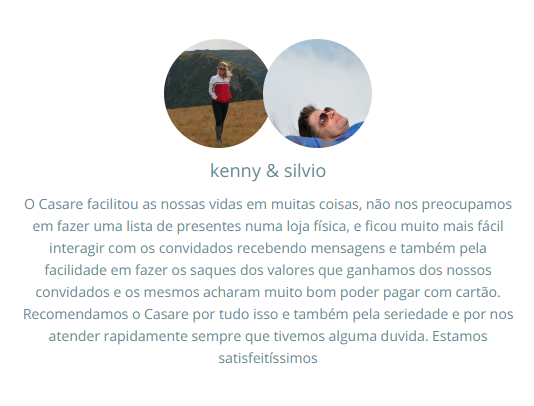 kenny & silvio
O Casare facilitou as nossas vidas em muitas coisas, não nos preocupamos
em fazer uma lista de presentes numa loja física, e ficou muito mais fácil
interagir com os convidados recebendo mensagens e também pela
facilidade em fazer os saques dos valores que ganhamos dos nossos
convidados e os mesmos acharam muito bom poder pagar com cartão.
Recomendamos o Casare por tudo isso e também pela seriedade e por nos
atender rapidamente sempre que tivemos alguma duvida. Estamos
satisfeitíssimos